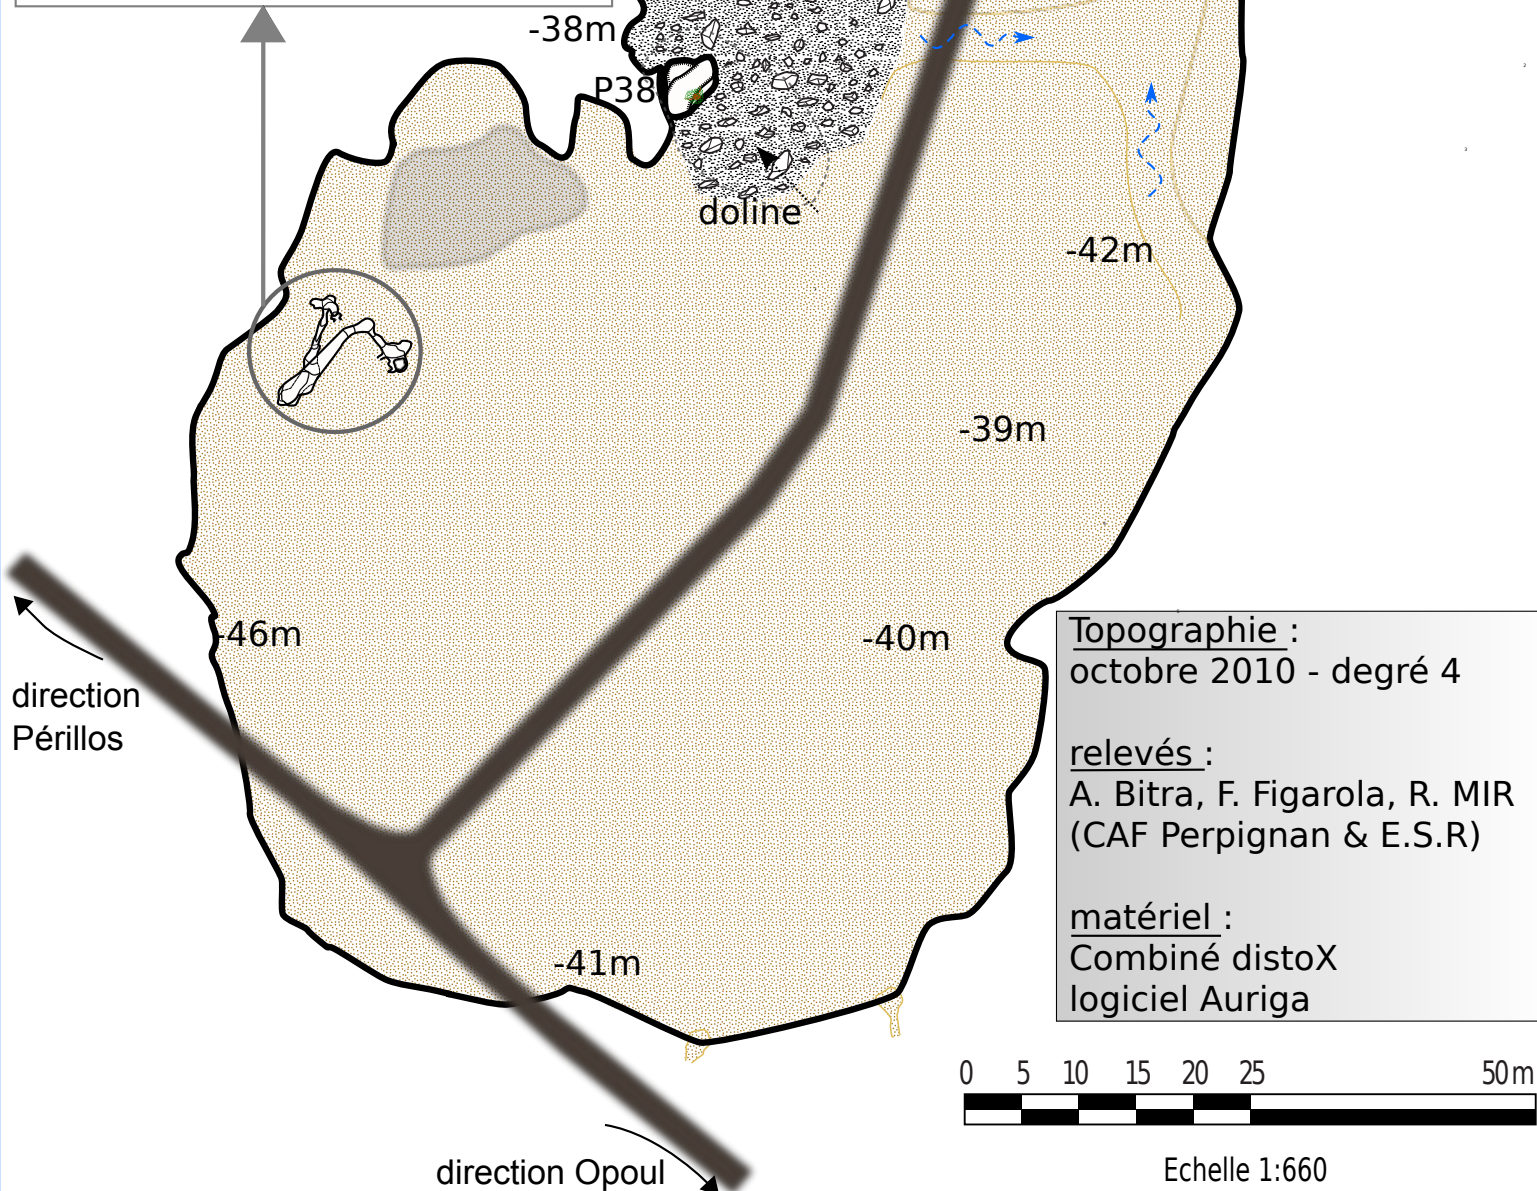 -38m
P38
doline
-42m
-39m
-46m
-40m
direction
Périllos
-41m
direction Opoul
Topographie :
octobre 2010 - degré 4
relevés :
A. Bitra, F. Figarola, R. MIR
(CAF Perpignan & E.S.R)
matériel :
Combiné distoX
logiciel Auriga
0 5 10 15 20 25 50m
Echelle 1:660